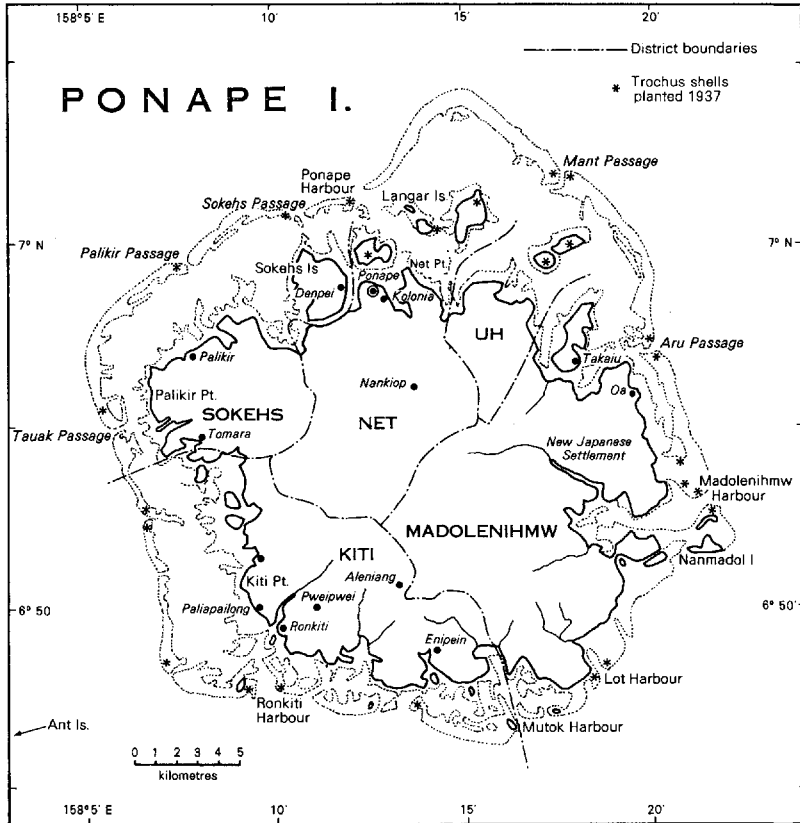 158°5' E
10'
15'
20'
District boundaries
PONAPE I.
* Trochus shells
planted 1937
Mant Passage
Ponape
Harbour
Langar Is
Sokehs Passage
7° N
7° N
Palikir Passage
Net Pt.
Sokehs Is
Ponape
Denpei
Kolonia
UH
Aru Passage
Takaiu
Palikir
Nankiop
Oa
Palikir Pt.
SOKEHS
NET
Tauak Passage
Tomara
New Japanese
Settlement
Madolenihmw
Harbour
MADOLENIHMW
KITI
Nanmadol I
Aleniang
Kiti Pt.
Pweipwei
6° 50'
Paliapailong
6° 50'
Ronkiti
Enipein
Lot Harbour
Ronkiti
Harbour
Mutok Harbour
Ant Is.
0 1 2 3 4 5
kilometres
158°5' E
10'
15'
20'